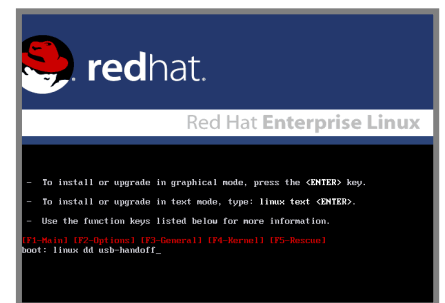 redhat.
Red Hat Enterprise Linux
- To install or upgrade in graphical mode, press the <ENTER> key.
- To install or upgrade in text mode, type: linux text <ENTER>.
- Use the function keys listed below for more information.
[F1-Main] [F2-Options] [F3-General] [F4-Kernel] [F5-Rescue]
boot: linux dd usb-handoff_